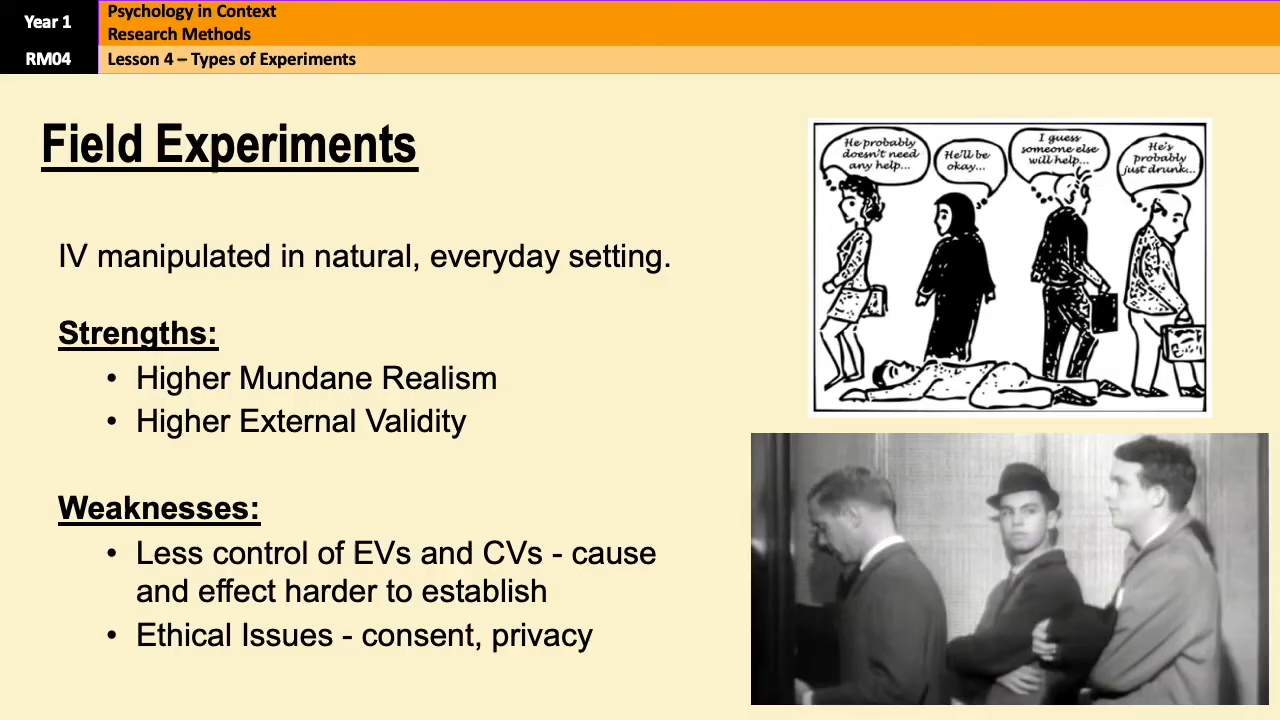 Year 1
Psychology in Context
Research Methods
RM04
Lesson 4 – Types of Experiments
Field Experiments
IV manipulated in natural, everyday setting.
Strengths:
• Higher Mundane Realism
• Higher External Validity
Weaknesses:
• Less control of EVs and CVs - cause
and effect harder to establish
• Ethical Issues - consent, privacy
He probably
doesn't need
any help...
He'll be
okay...
I guess
someone else
will help...
He's
probably
just drunk...